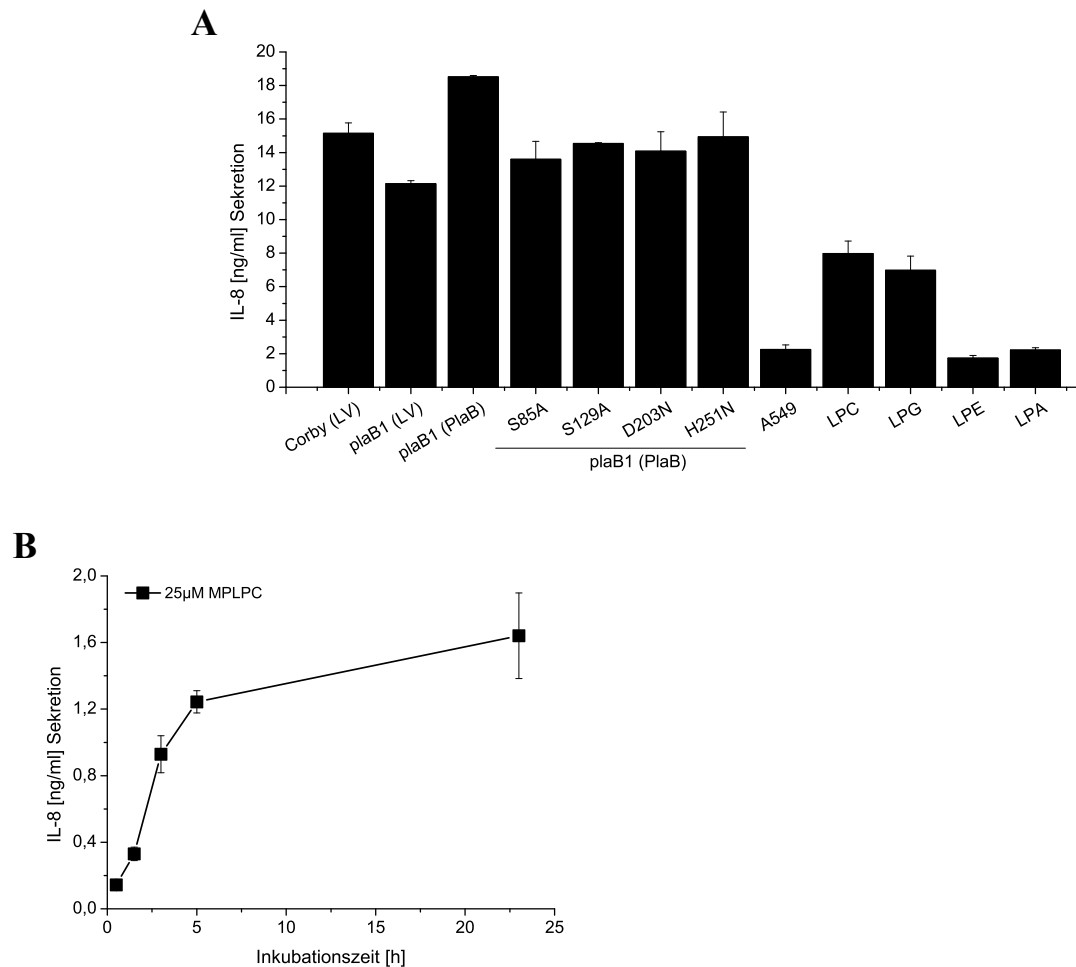 A
20
18
16
14
12
10
8
6
4
2
0
IL-8 [ng/ml] Sekretion
Corby (LV)
plaB1 (LV)
plaB1 (PlaB)
S85A
S129A
D203N
H251N
A549
LPC
LPG
LPE
LPA
plaB1 (PlaB)
B
2,0
1,6
1,2
0,8
0,4
0,0
IL-8 [ng/ml] Sekretion
25µM MPLPC
0 5 10 15 20 25
Inkubationszeit [h]